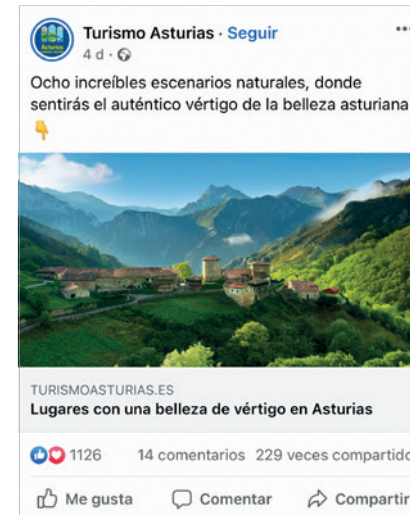 Turismo Asturias · Seguir
4 d ·
Ocho increíbles escenarios naturales, donde
sentirás el auténtico vértigo de la belleza asturiana
TURISMOASTURIAS.ES
Lugares con una belleza de vértigo en Asturias
1126 14 comentarios 229 veces compartido
Me gusta Comentar Compartir